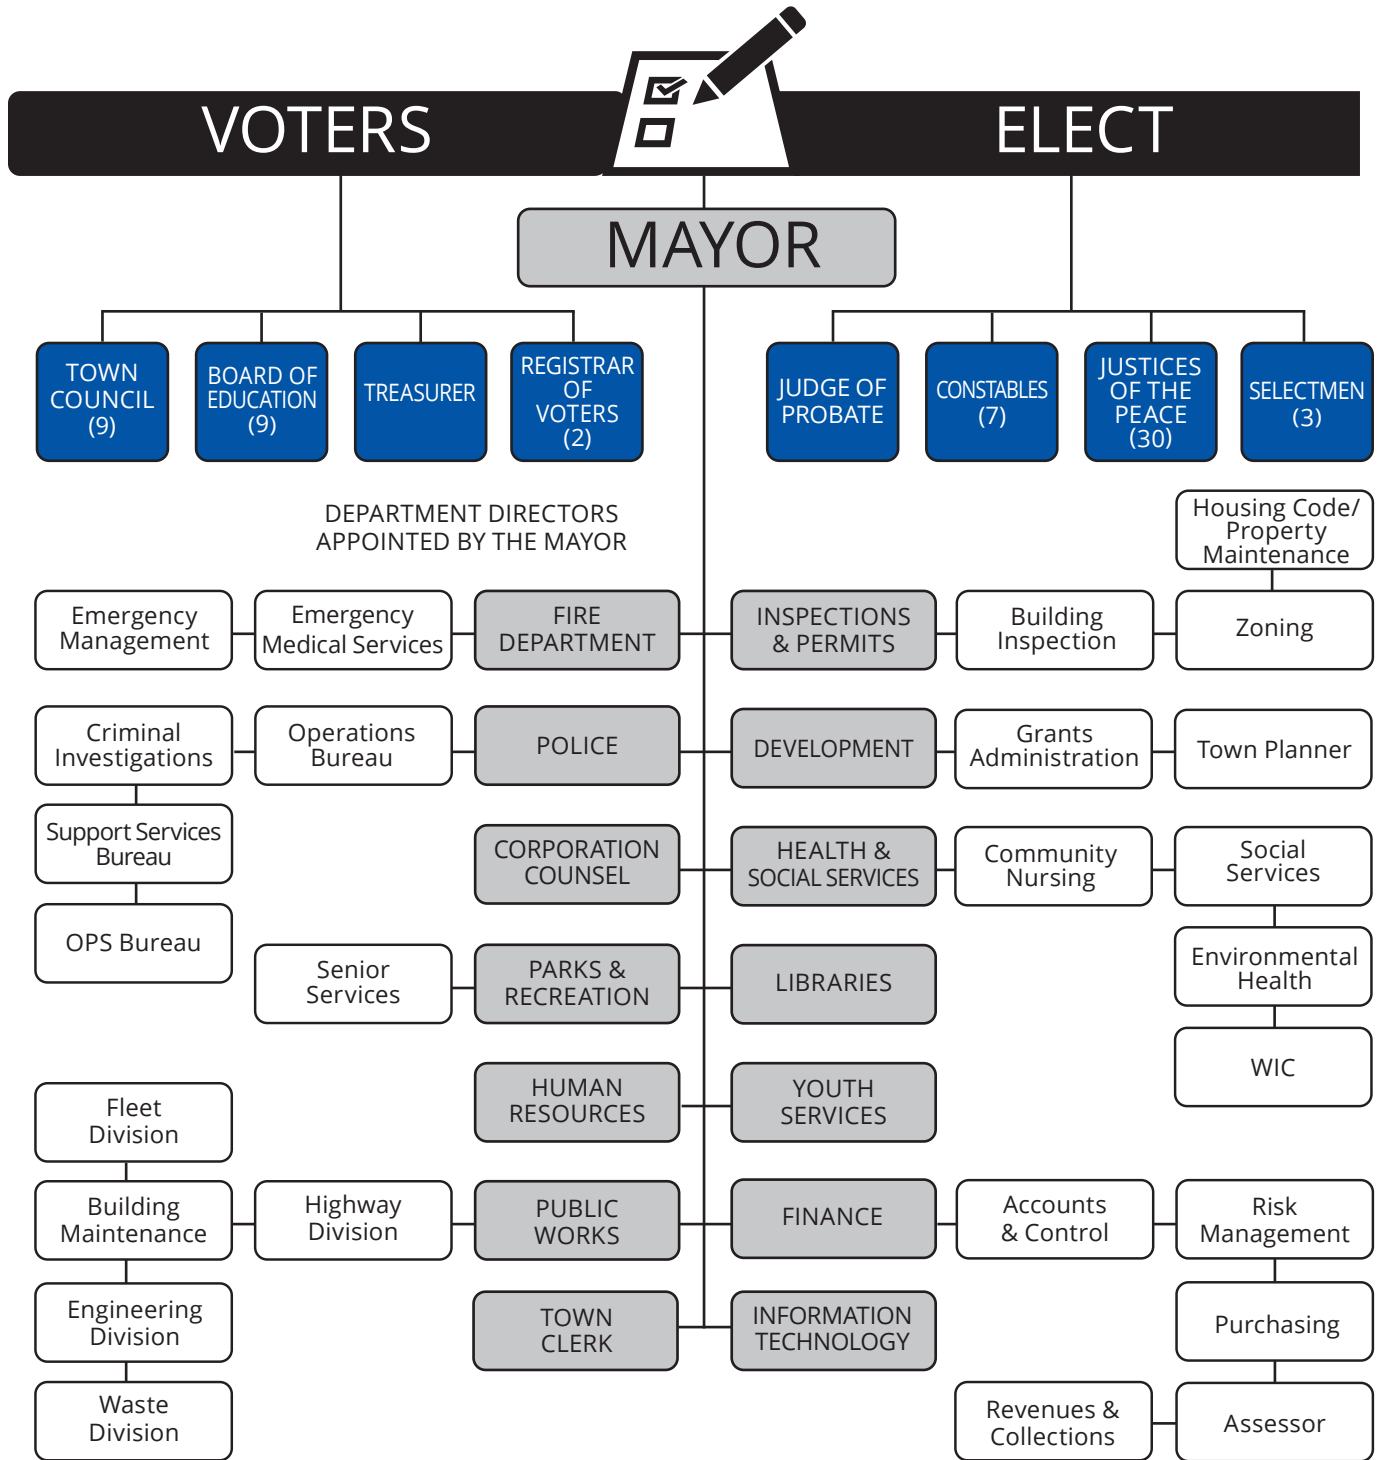 VOTERS
ELECT
MAYOR
TOWN
COUNCIL
(9)
BOARD OF
EDUCATION
(9)
TREASURER
REGISTRAR
OF
VOTERS
(2)
JUDGE OF
PROBATE
CONSTABLES
(7)
JUSTICES
OF THE
PEACE
(30)
SELECTMEN
(3)
DEPARTMENT DIRECTORS
APPOINTED BY THE MAYOR
Housing Code/
Property
Maintenance
Emergency
Management
Emergency
Medical Services
FIRE
DEPARTMENT
INSPECTIONS
& PERMITS
Building
Inspection
Zoning
Criminal
Investigations
Operations
Bureau
POLICE
DEVELOPMENT
Grants
Administration
Town Planner
Support Services
Bureau
CORPORATION
COUNSEL
HEALTH &
SOCIAL SERVICES
Community
Nursing
Social
Services
OPS Bureau
Senior
Services
PARKS &
RECREATION
LIBRARIES
Environmental
Health
WIC
HUMAN
RESOURCES
YOUTH
SERVICES
Fleet
Division
Building
Maintenance
Highway
Division
PUBLIC
WORKS
FINANCE
Accounts
& Control
Risk
Management
Engineering
Division
TOWN
CLERK
INFORMATION
TECHNOLOGY
Purchasing
Waste
Division
Revenues &
Collections
Assessor